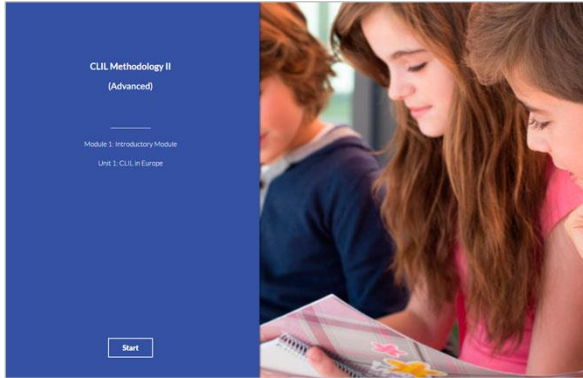 CLIL Methodology II
(Advanced)
Module 1: Introductory Module
Unit 1: CLIL in Europe
Start